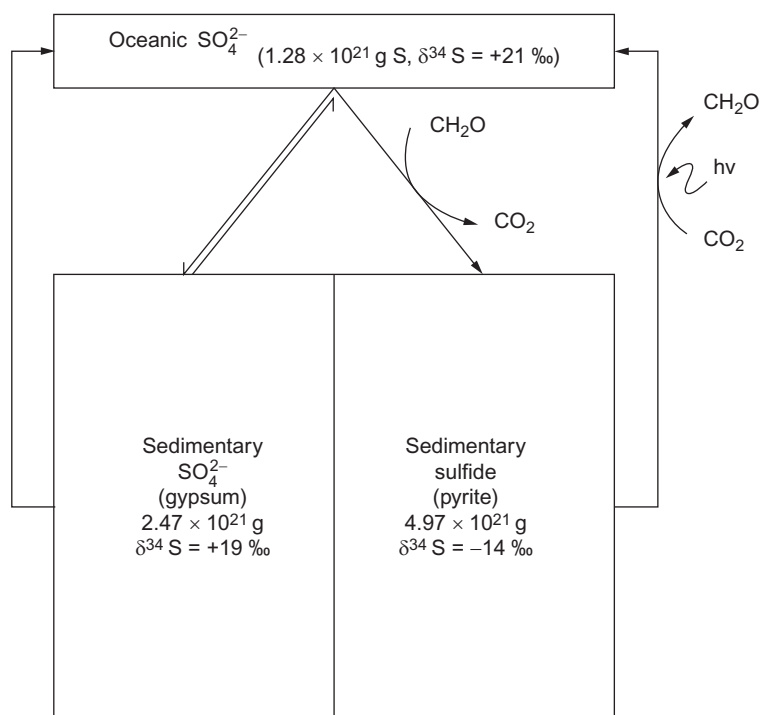 Oceanic SO₄²⁻ (1.28 × 10²¹ g S, δ³⁴ S = +21 ‰)
CH₂O
CO₂
CH₂O
hν
CO₂
Sedimentary
SO₄²⁻
(gypsum)
2.47 × 10²¹ g
δ³⁴ S = +19 ‰
Sedimentary
sulfide
(pyrite)
4.97 × 10²¹ g
δ³⁴ S = −14 ‰